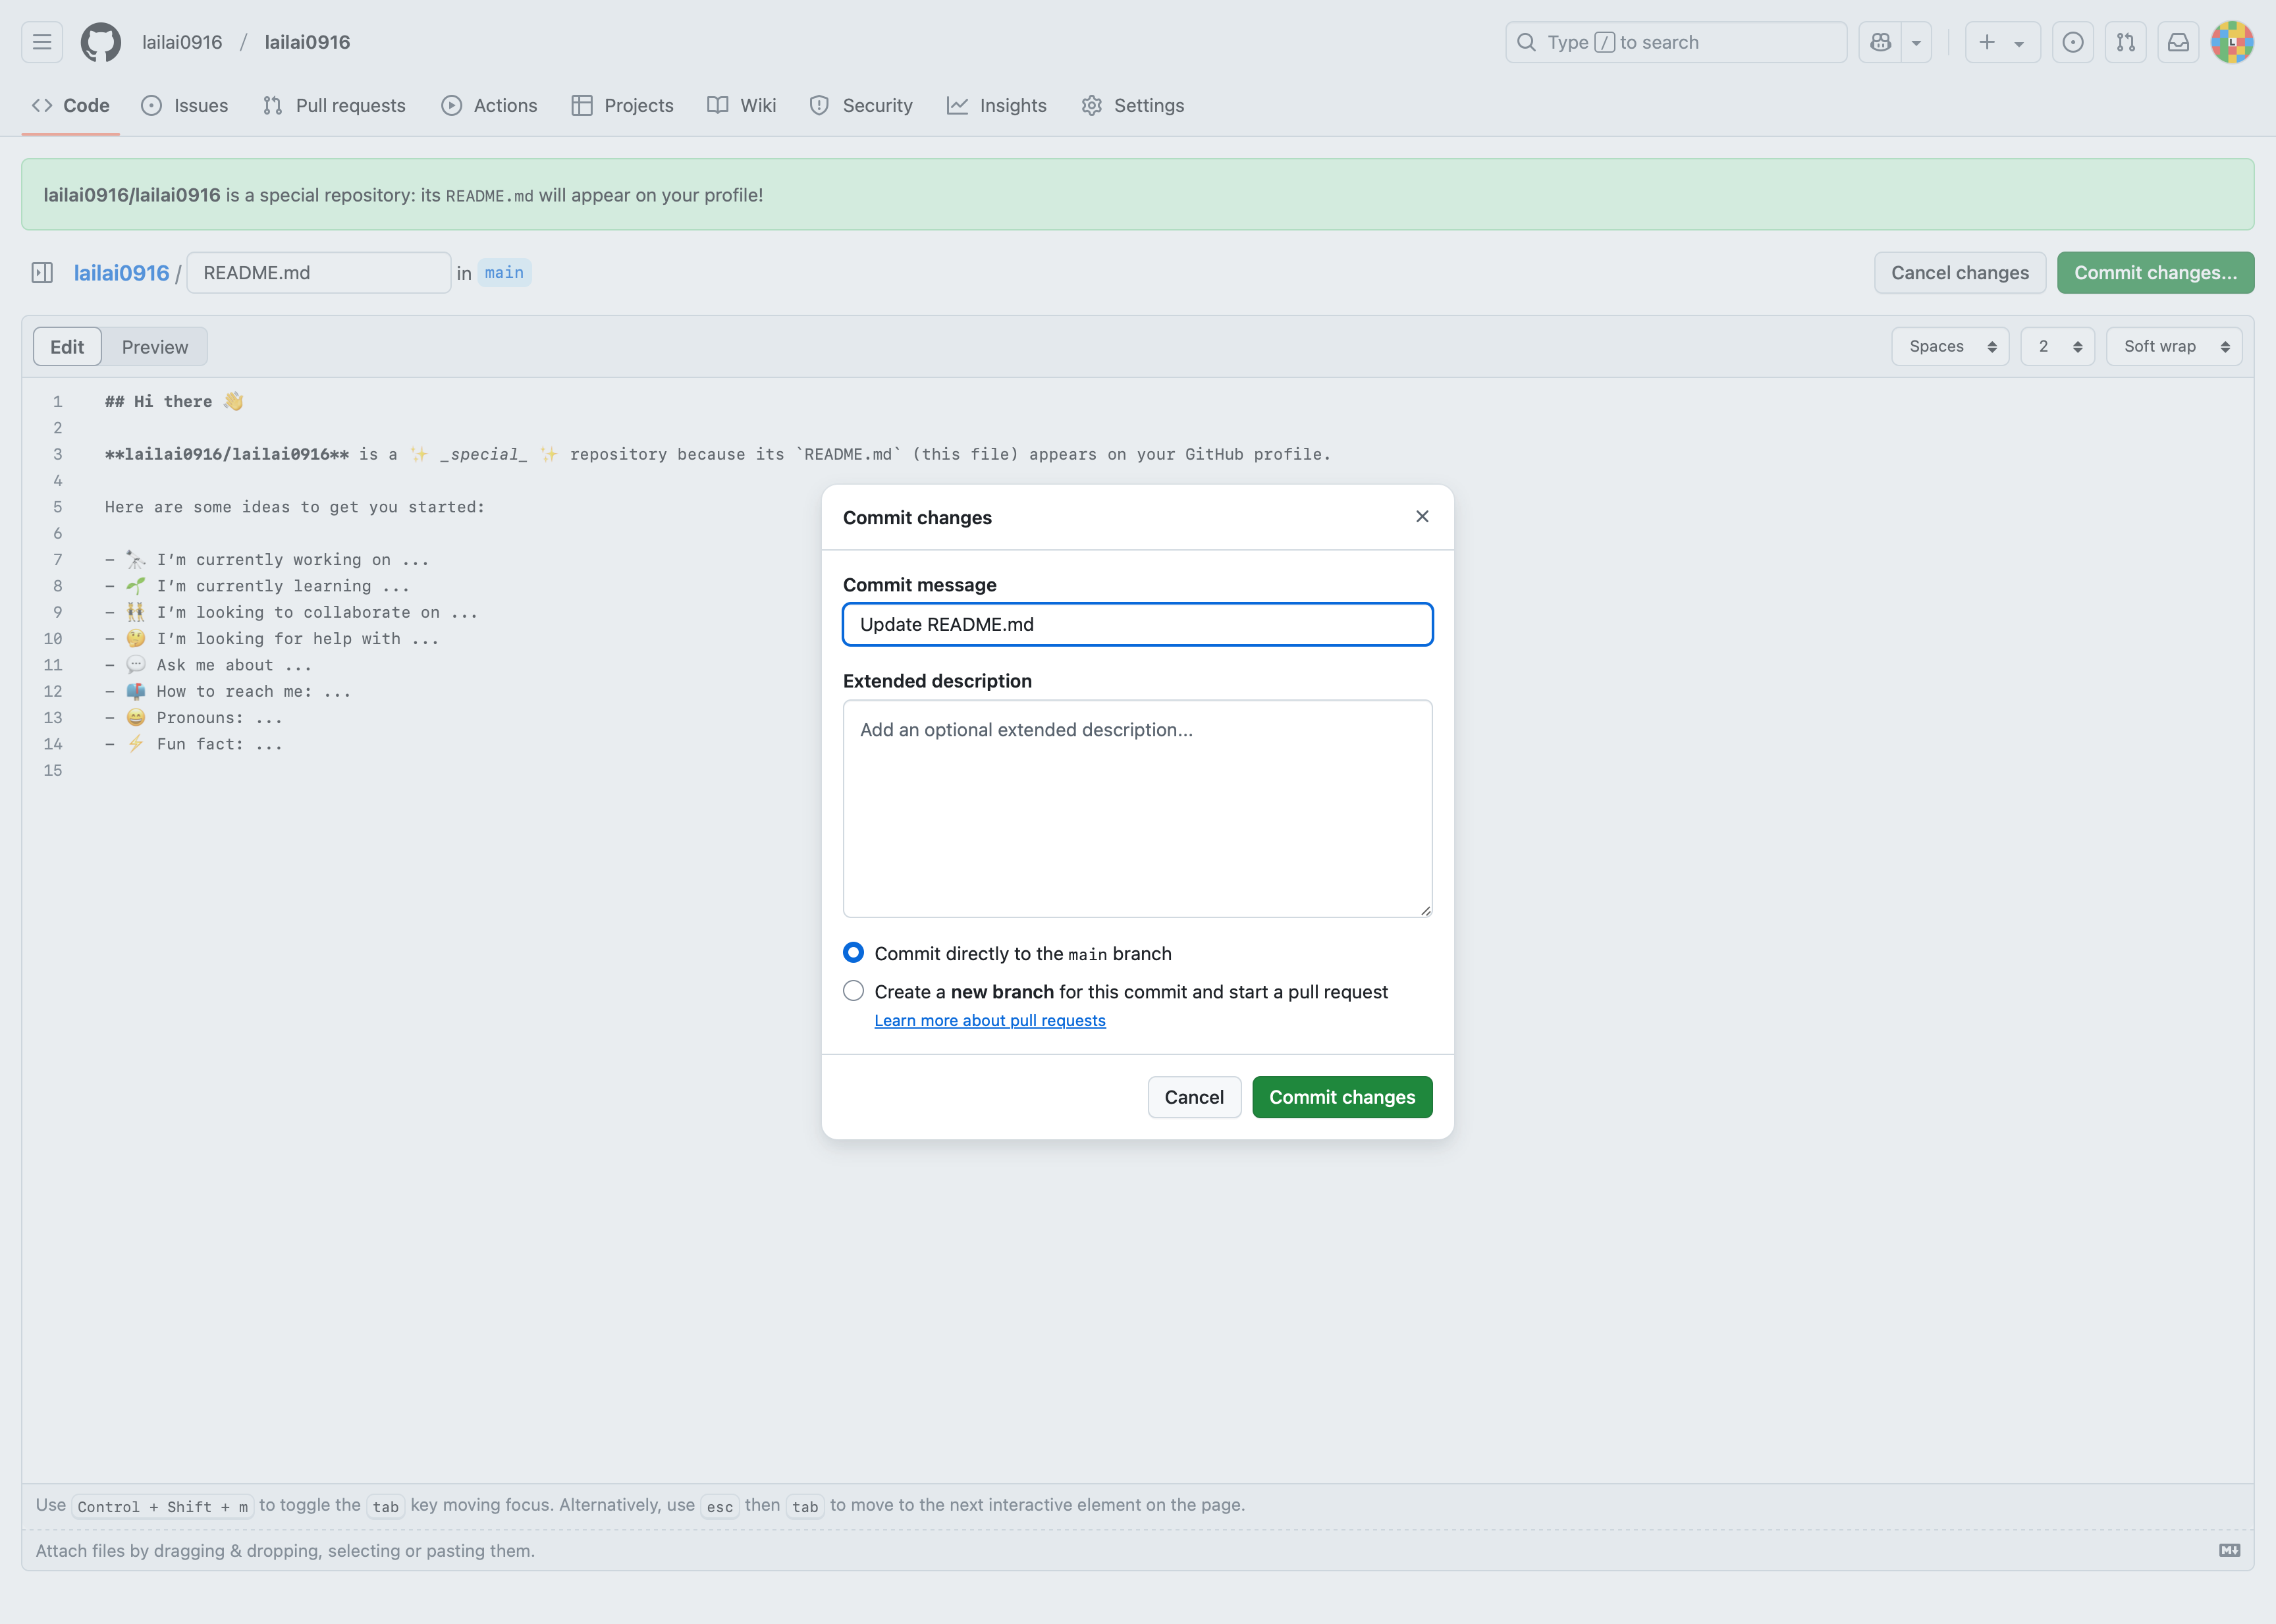 lailai0916 / lailai0916
Type / to search
Code Issues Pull requests Actions Projects Wiki Security Insights Settings
lailai0916/lailai0916 is a special repository: its README.md will appear on your profile!
lailai0916 / README.md in main
Cancel changes Commit changes...
Edit Preview
Spaces 2 Soft wrap
1 ## Hi there 👋
2
3 **lailai0916/lailai0916** is a ✨ _special_ ✨ repository because its `README.md` (this file) appears on your GitHub profile.
4
5 Here are some ideas to get you started:
6
7 - 🔭 I’m currently working on ...
8 - 🌱 I’m currently learning ...
9 - 👯 I’m looking to collaborate on ...
10 - 🤔 I’m looking for help with ...
11 - 💬 Ask me about ...
12 - 📫 How to reach me: ...
13 - 😄 Pronouns: ...
14 - ⚡ Fun fact: ...
15
Commit changes
Commit message
Update README.md
Extended description
Add an optional extended description...
Commit directly to the main branch
Create a new branch for this commit and start a pull request
Learn more about pull requests
Cancel Commit changes
Use Control + Shift + m to toggle the tab key moving focus. Alternatively, use esc then tab to move to the next interactive element on the page.
Attach files by dragging & dropping, selecting or pasting them.